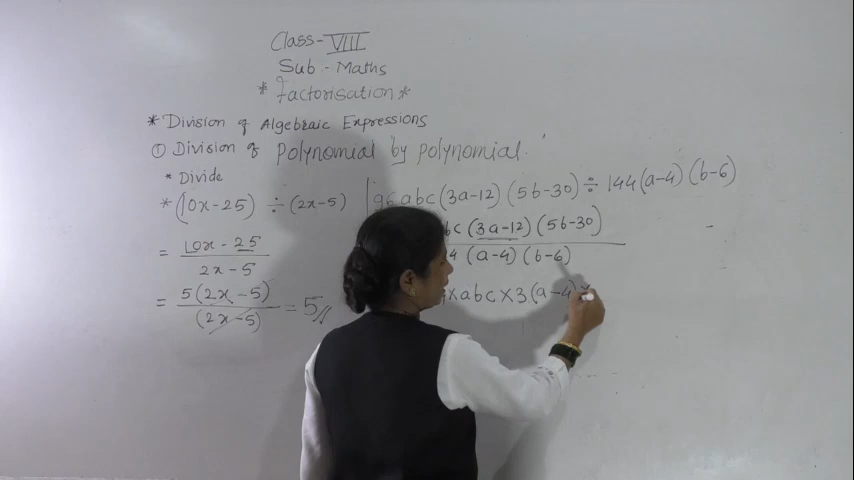 Class- VIII
Sub :- Maths
* Factorisation *
* Division of Algebraic Expressions
① Division of Polynomial by polynomial.
* Divide
* (10x-25) ÷ (2x-5)
= 10x - 25 / 2x - 5
= 5(2x - 5) / (2x - 5) = 5//
96abc (3a-12) (5b-30) ÷ 144 (a-4) (b-6)
bc (3a-12) (5b-30) / 4 (a-4) (b-6)
×abc×3(a-4)×